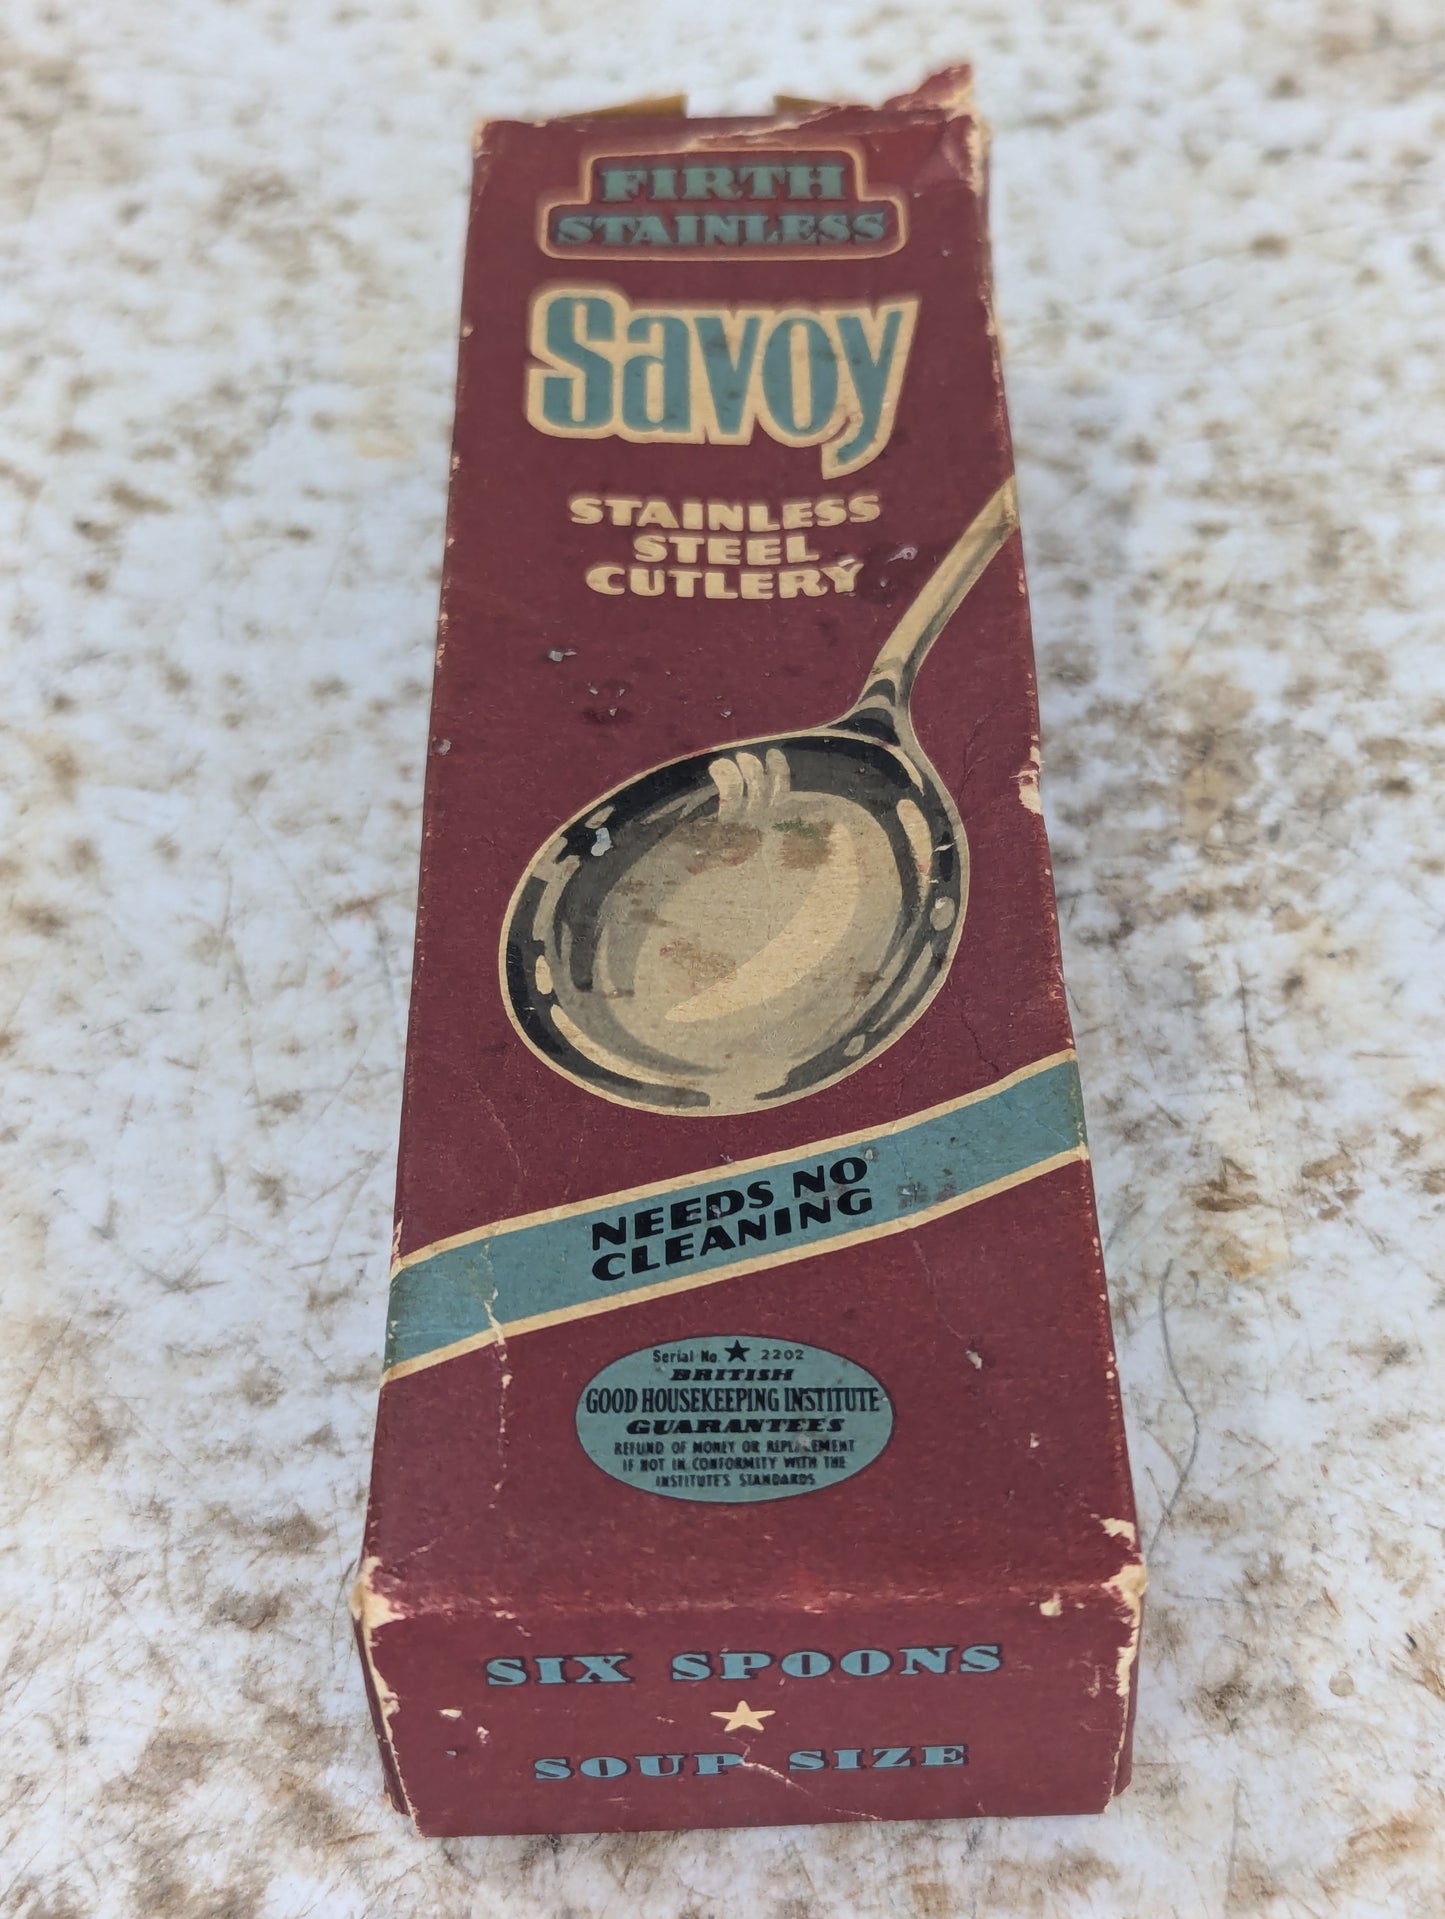 FIRTH
STAINLESS
Savoy
STAINLESS
STEEL
CUTLERY
NEEDS NO
CLEANING
Serial No. ★ 2202
BRITISH
GOOD HOUSEKEEPING INSTITUTE
GUARANTEES
REFUND OF MONEY OR REPLACEMENT
IF NOT IN CONFORMITY WITH THE
INSTITUTE'S STANDARDS
SIX SPOONS
★
SOUP SIZE